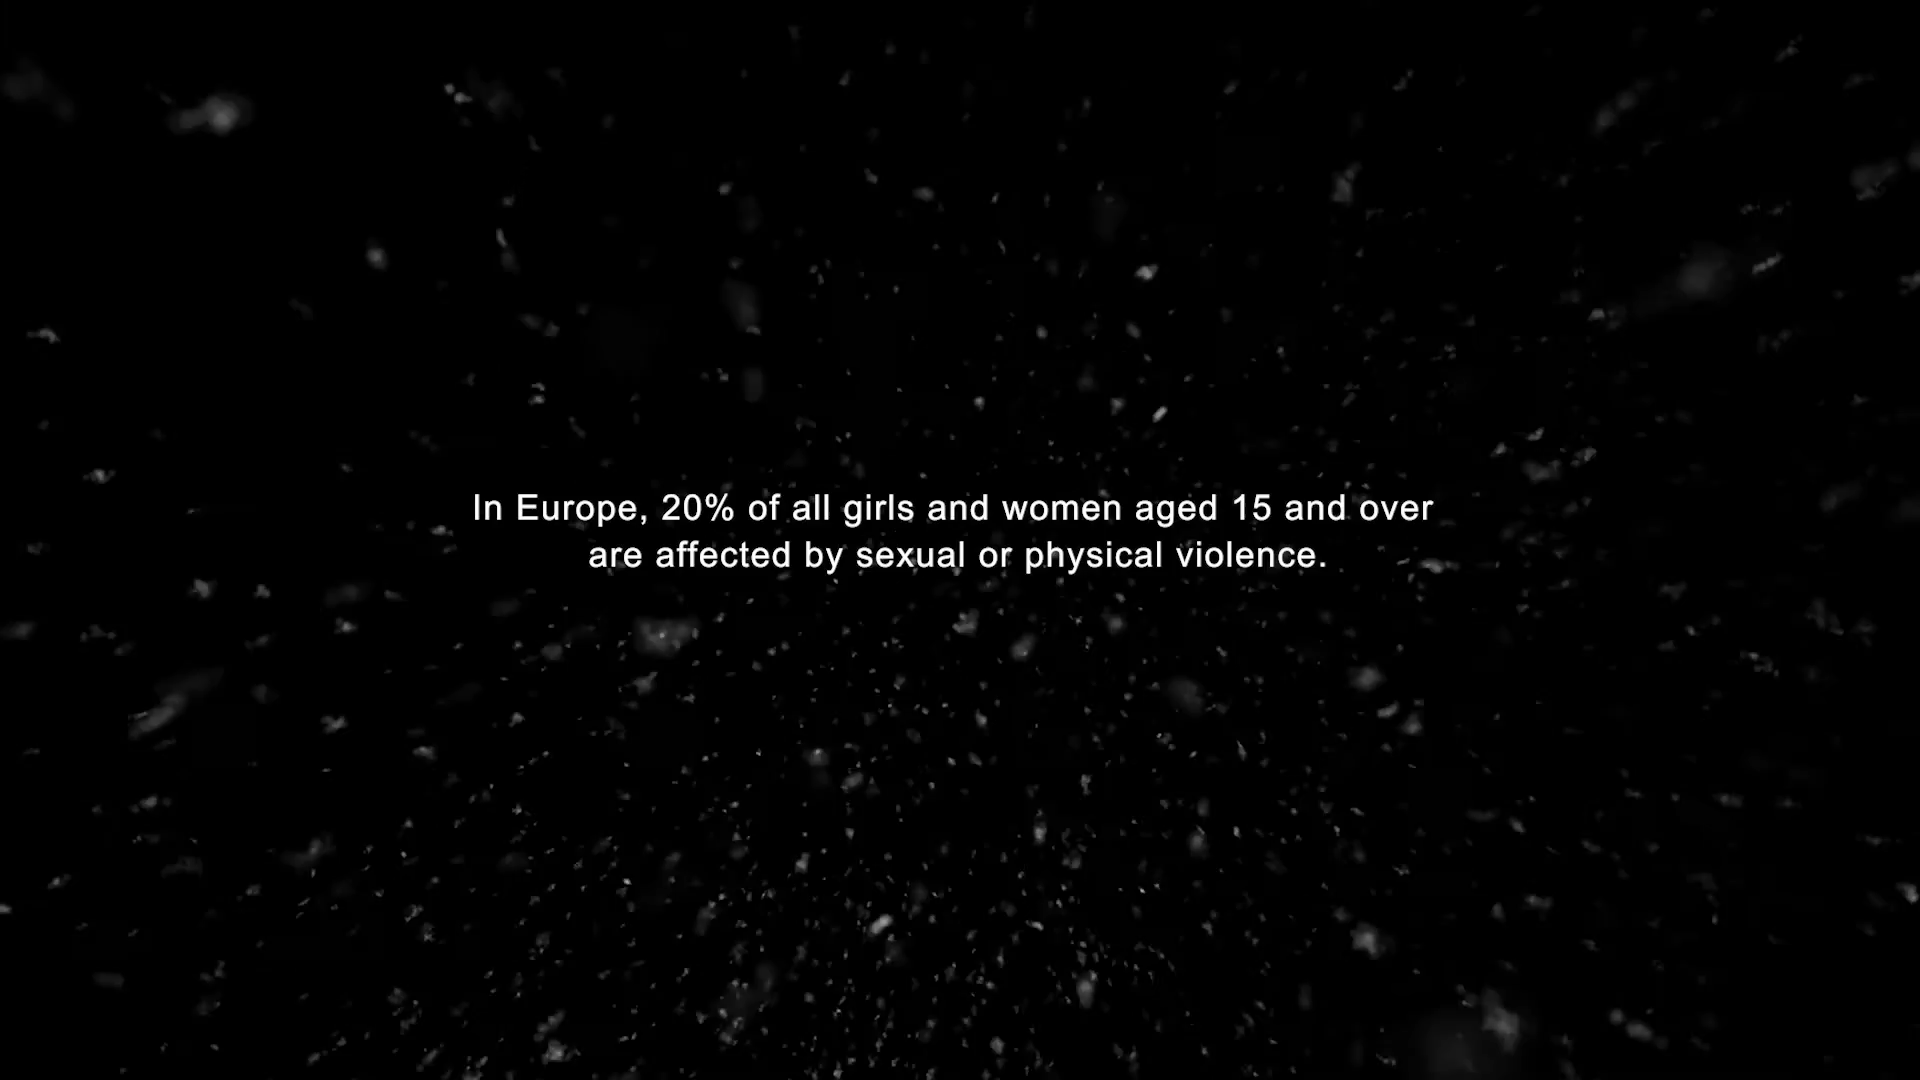 In Europe, 20% of all girls and women aged 15 and over
are affected by sexual or physical violence.